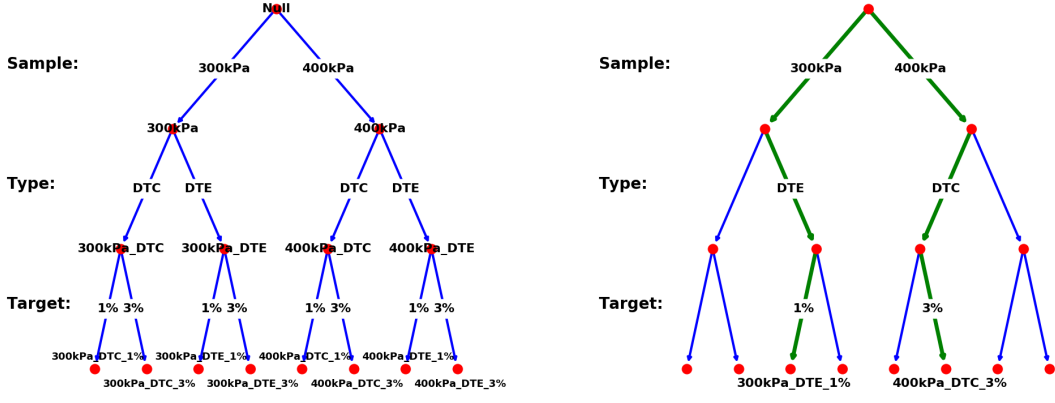 Null
Sample:
300kPa 400kPa
300kPa 400kPa
Type:
DTC DTE DTC DTE
300kPa_DTC 300kPa_DTE 400kPa_DTC 400kPa_DTE
Target:
1% 3% 1% 3% 1% 3% 1% 3%
300kPa_DTC_1% 300kPa_DTE_1% 400kPa_DTC_1% 400kPa_DTE_1%
300kPa_DTC_3% 300kPa_DTE_3% 400kPa_DTC_3% 400kPa_DTE_3%
Sample:
300kPa 400kPa
Type:
DTE DTC
Target:
1% 3%
300kPa_DTE_1% 400kPa_DTC_3%